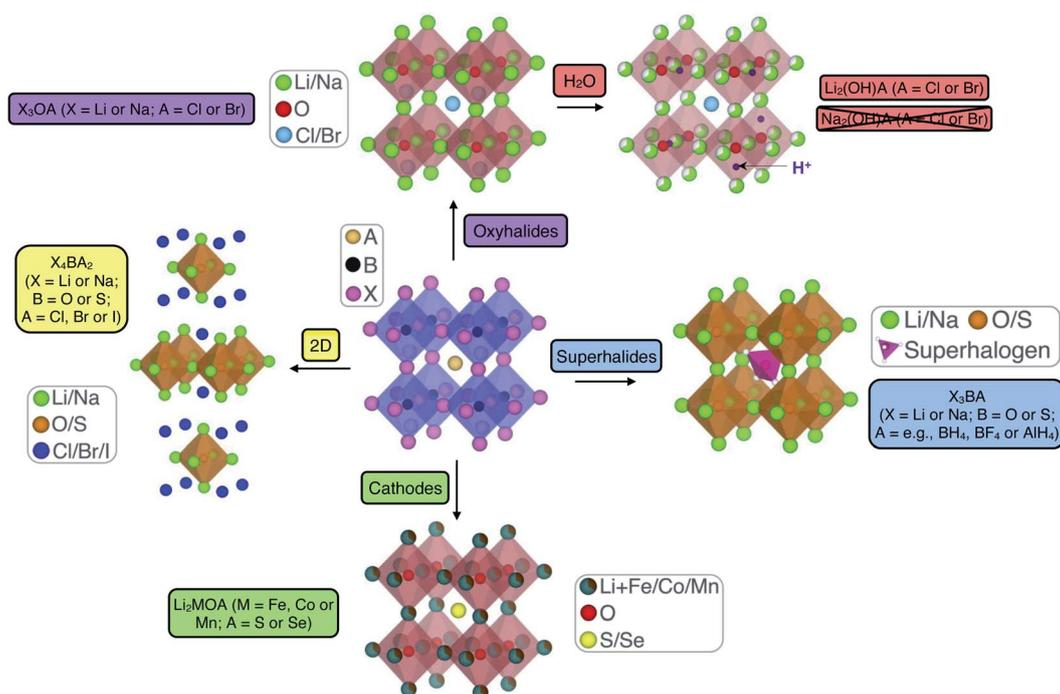 X₃OA (X = Li or Na; A = Cl or Br)
Li/Na
O
Cl/Br
H₂O
Li₂(OH)A (A = Cl or Br)
Na₂(OH)A (A = Cl or Br)
H⁺
Oxyhalides
A
B
X
X₄BA₂
(X = Li or Na;
B = O or S;
A = Cl, Br or I)
2D
Superhalides
Li/Na
O/S
Superhalogen
Li/Na
O/S
Cl/Br/I
X₃BA
(X = Li or Na; B = O or S;
A = e.g., BH₄, BF₄ or AlH₄)
Cathodes
Li₂MOA (M = Fe, Co or
Mn; A = S or Se)
Li+Fe/Co/Mn
O
S/Se